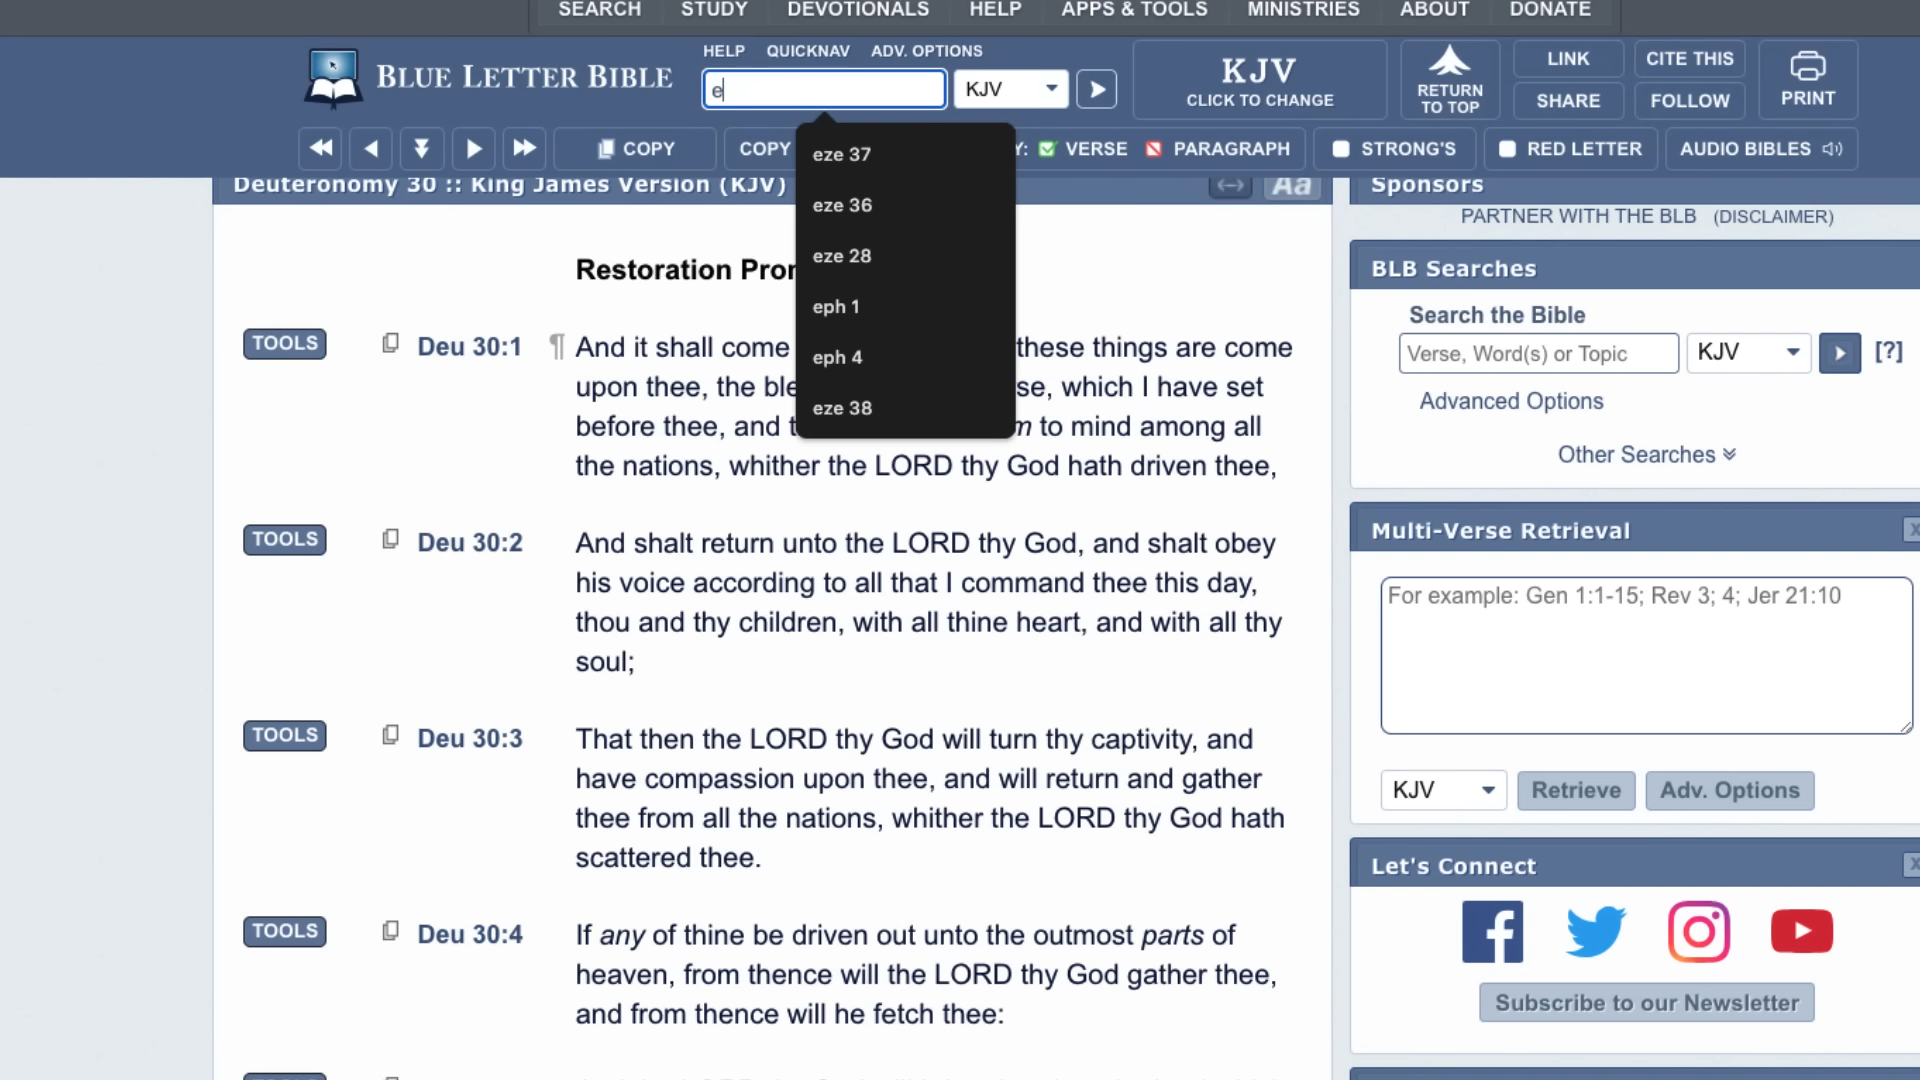 SEARCH STUDY DEVOTIONALS HELP APPS & TOOLS MINISTRIES ABOUT DONATE
HELP QUICKNAV ADV. OPTIONS
BLUE LETTER BIBLE
e
KJV
KJV
CLICK TO CHANGE
RETURN
TO TOP
LINK
CITE THIS
SHARE
FOLLOW
PRINT
COPY
COPY
Y:
VERSE
PARAGRAPH
STRONG'S
RED LETTER
AUDIO BIBLES
eze 37
eze 36
eze 28
eph 1
eph 4
eze 38
Deuteronomy 30 :: King James Version (KJV)
Aa
Restoration
TOOLS Deu 30:1 ¶ And it shall come these things are come
upon thee, the which I have set
before thee, and to mind among all
the nations, whither the LORD thy God hath driven thee,
TOOLS Deu 30:2 And shalt return unto the LORD thy God, and shalt obey
his voice according to all that I command thee this day,
thou and thy children, with all thine heart, and with all thy
soul;
TOOLS Deu 30:3 That then the LORD thy God will turn thy captivity, and
have compassion upon thee, and will return and gather
thee from all the nations, whither the LORD thy God hath
scattered thee.
TOOLS Deu 30:4 If any of thine be driven out unto the outmost parts of
heaven, from thence will the LORD thy God gather thee,
and from thence will he fetch thee:
Sponsors
PARTNER WITH THE BLB (DISCLAIMER)
BLB Searches
Search the Bible
Verse, Word(s) or Topic KJV [?]
Advanced Options
Other Searches
Multi-Verse Retrieval X
For example: Gen 1:1-15; Rev 3; 4; Jer 21:10
KJV Retrieve Adv. Options
Let's Connect X
Subscribe to our Newsletter